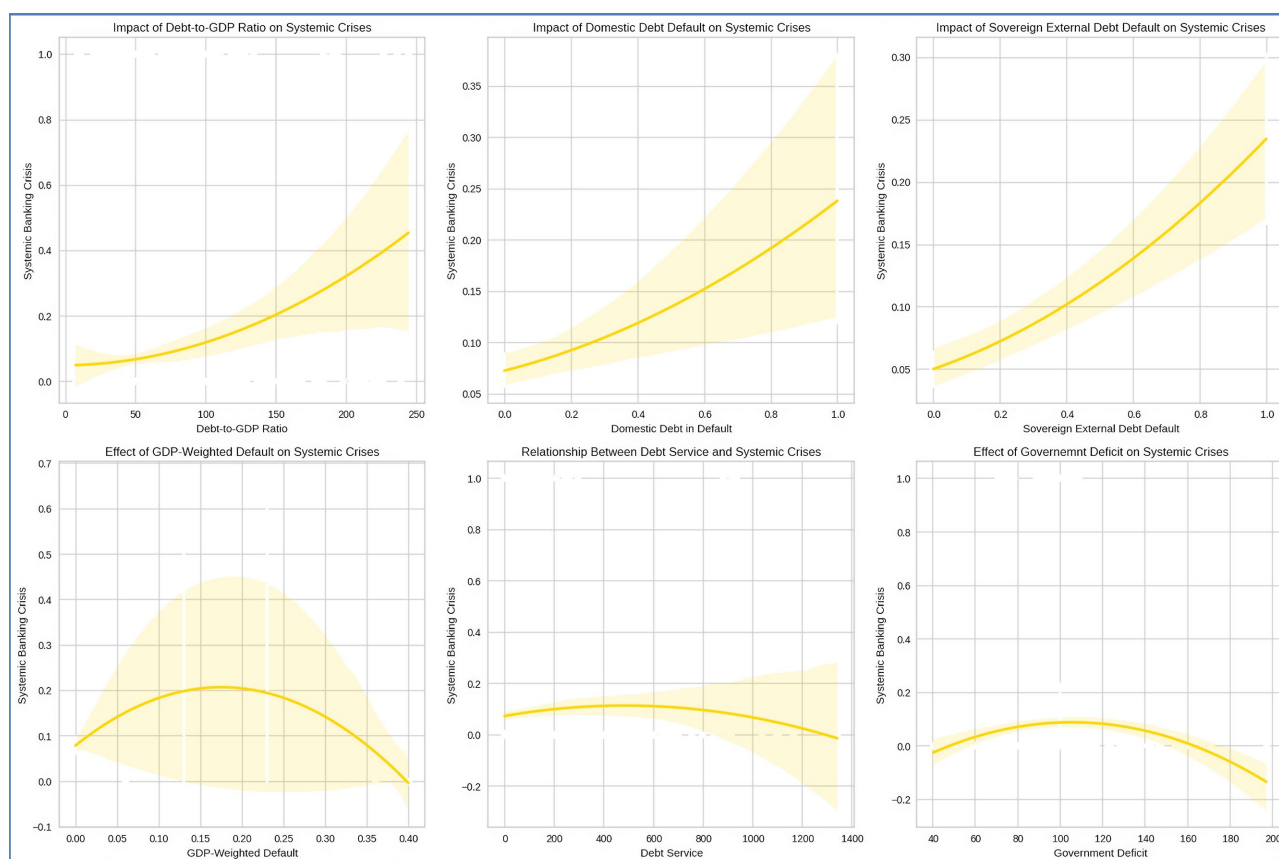 Impact of Debt-to-GDP Ratio on Systemic Crises
Systemic Banking Crisis
1.0
0.8
0.6
0.4
0.2
0.0
0 50 100 150 200 250
Debt-to-GDP Ratio
Impact of Domestic Debt Default on Systemic Crises
Systemic Banking Crisis
0.35
0.30
0.25
0.20
0.15
0.10
0.05
0.0 0.2 0.4 0.6 0.8 1.0
Domestic Debt in Default
Impact of Sovereign External Debt Default on Systemic Crises
Systemic Banking Crisis
0.30
0.25
0.20
0.15
0.10
0.05
0.0 0.2 0.4 0.6 0.8 1.0
Sovereign External Debt Default
Effect of GDP-Weighted Default on Systemic Crises
Systemic Banking Crisis
0.7
0.6
0.5
0.4
0.3
0.2
0.1
0.0
−0.1
0.00 0.05 0.10 0.15 0.20 0.25 0.30 0.35 0.40
GDP-Weighted Default
Relationship Between Debt Service and Systemic Crises
Systemic Banking Crisis
1.0
0.8
0.6
0.4
0.2
0.0
−0.2
0 200 400 600 800 1000 1200 1400
Debt Service
Effect of Governemnt Deficit on Systemic Crises
Systemic Banking Crisis
1.0
0.8
0.6
0.4
0.2
0.0
−0.2
40 60 80 100 120 140 160 180 200
Government Deficit